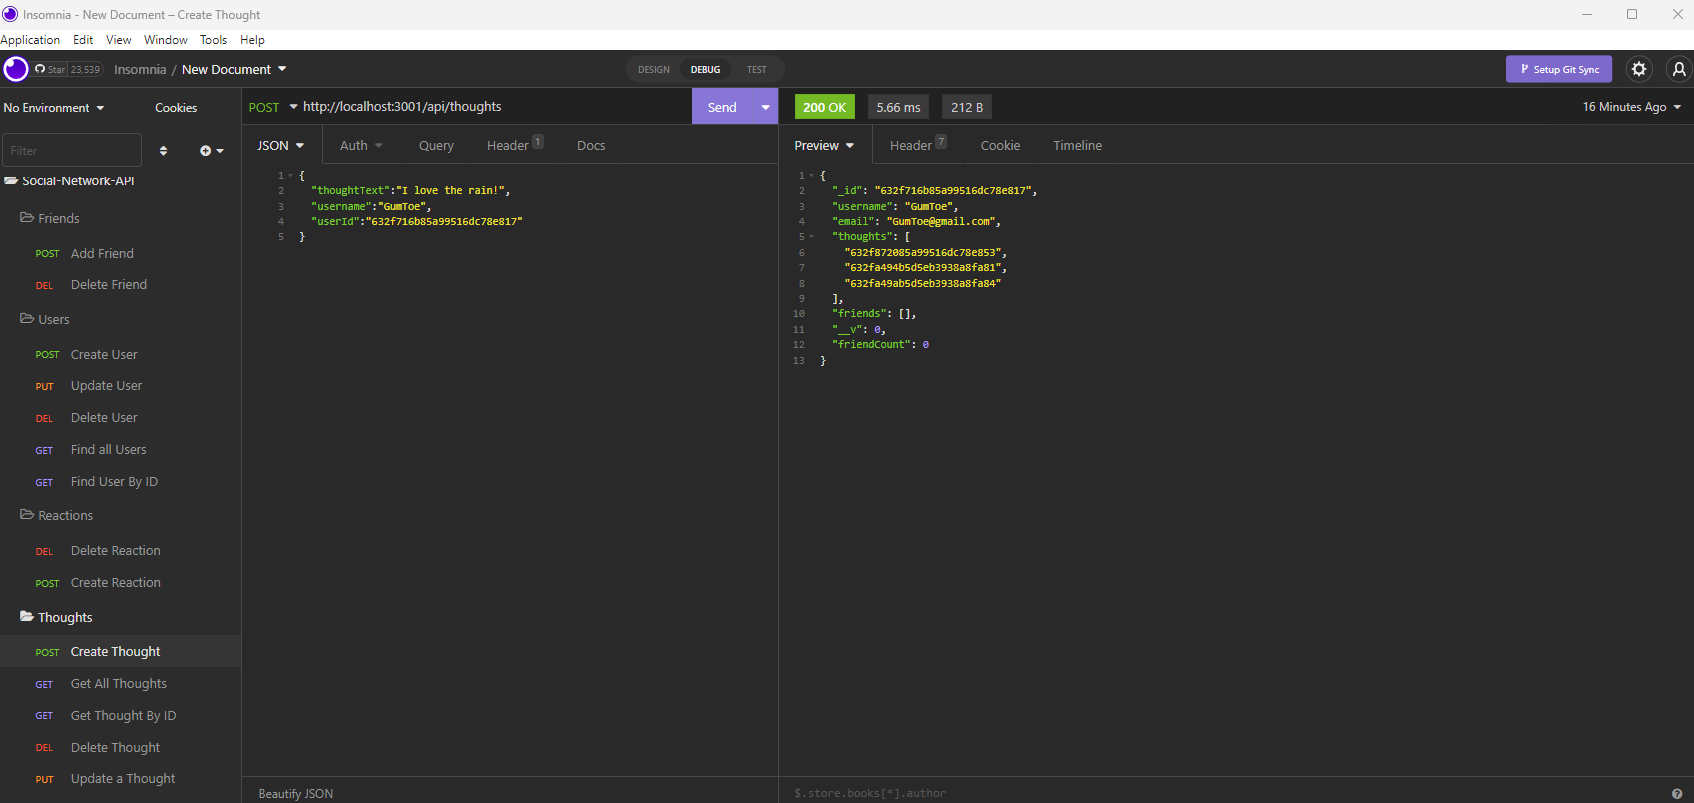 Insomnia - New Document – Create Thought
Application Edit View Window Tools Help
Star 23,539 Insomnia / New Document DESIGN DEBUG TEST Setup Git Sync
No Environment Cookies
Filter
Social-Network-API
Friends
POST Add Friend
DEL Delete Friend
Users
POST Create User
PUT Update User
DEL Delete User
GET Find all Users
GET Find User By ID
Reactions
DEL Delete Reaction
POST Create Reaction
Thoughts
POST Create Thought
GET Get All Thoughts
GET Get Thought By ID
DEL Delete Thought
PUT Update a Thought
POST http://localhost:3001/api/thoughts Send
JSON Auth Query Header 1 Docs
1 {
2 "thoughtText":"I love the rain!",
3 "username":"GumToe",
4 "userId":"632f716b85a99516dc78e817"
5 }
Beautify JSON
200 OK 5.66 ms 212 B 16 Minutes Ago
Preview Header 7 Cookie Timeline
1 {
2 "_id": "632f716b85a99516dc78e817",
3 "username": "GumToe",
4 "email": "GumToe@gmail.com",
5 "thoughts": [
6 "632f872085a99516dc78e853",
7 "632fa494b5d5eb3938a8fa81",
8 "632fa49ab5d5eb3938a8fa84"
9 ],
10 "friends": [],
11 "__v": 0,
12 "friendCount": 0
13 }
$.store.books[*].author